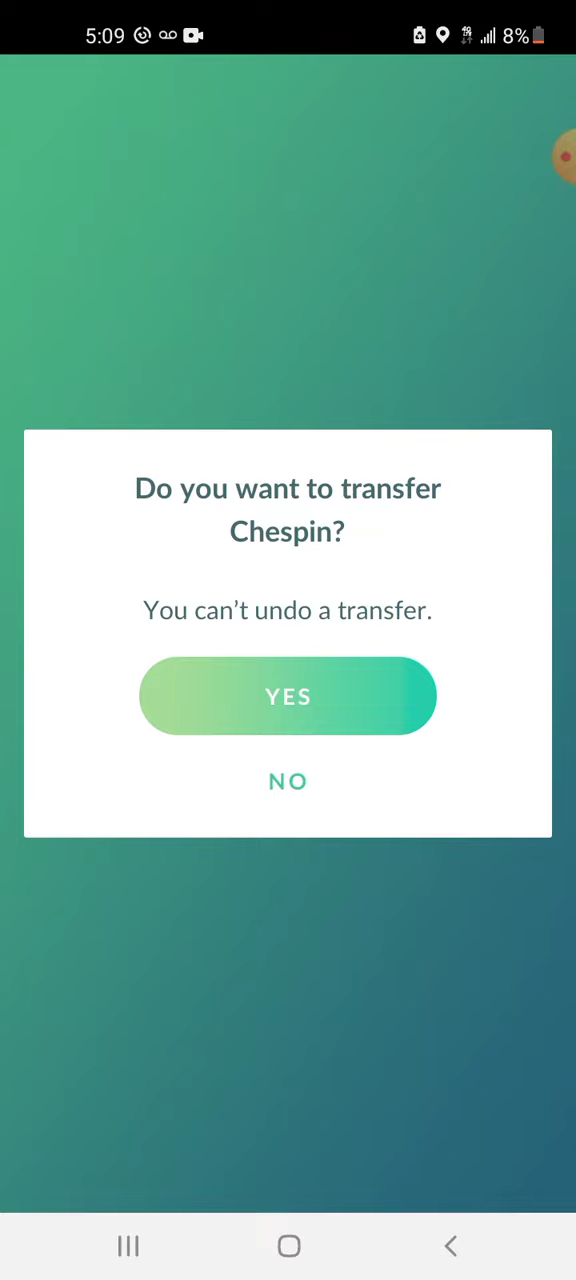 5:09 8%
Do you want to transfer
Chespin?
You can’t undo a transfer.
YES
NO